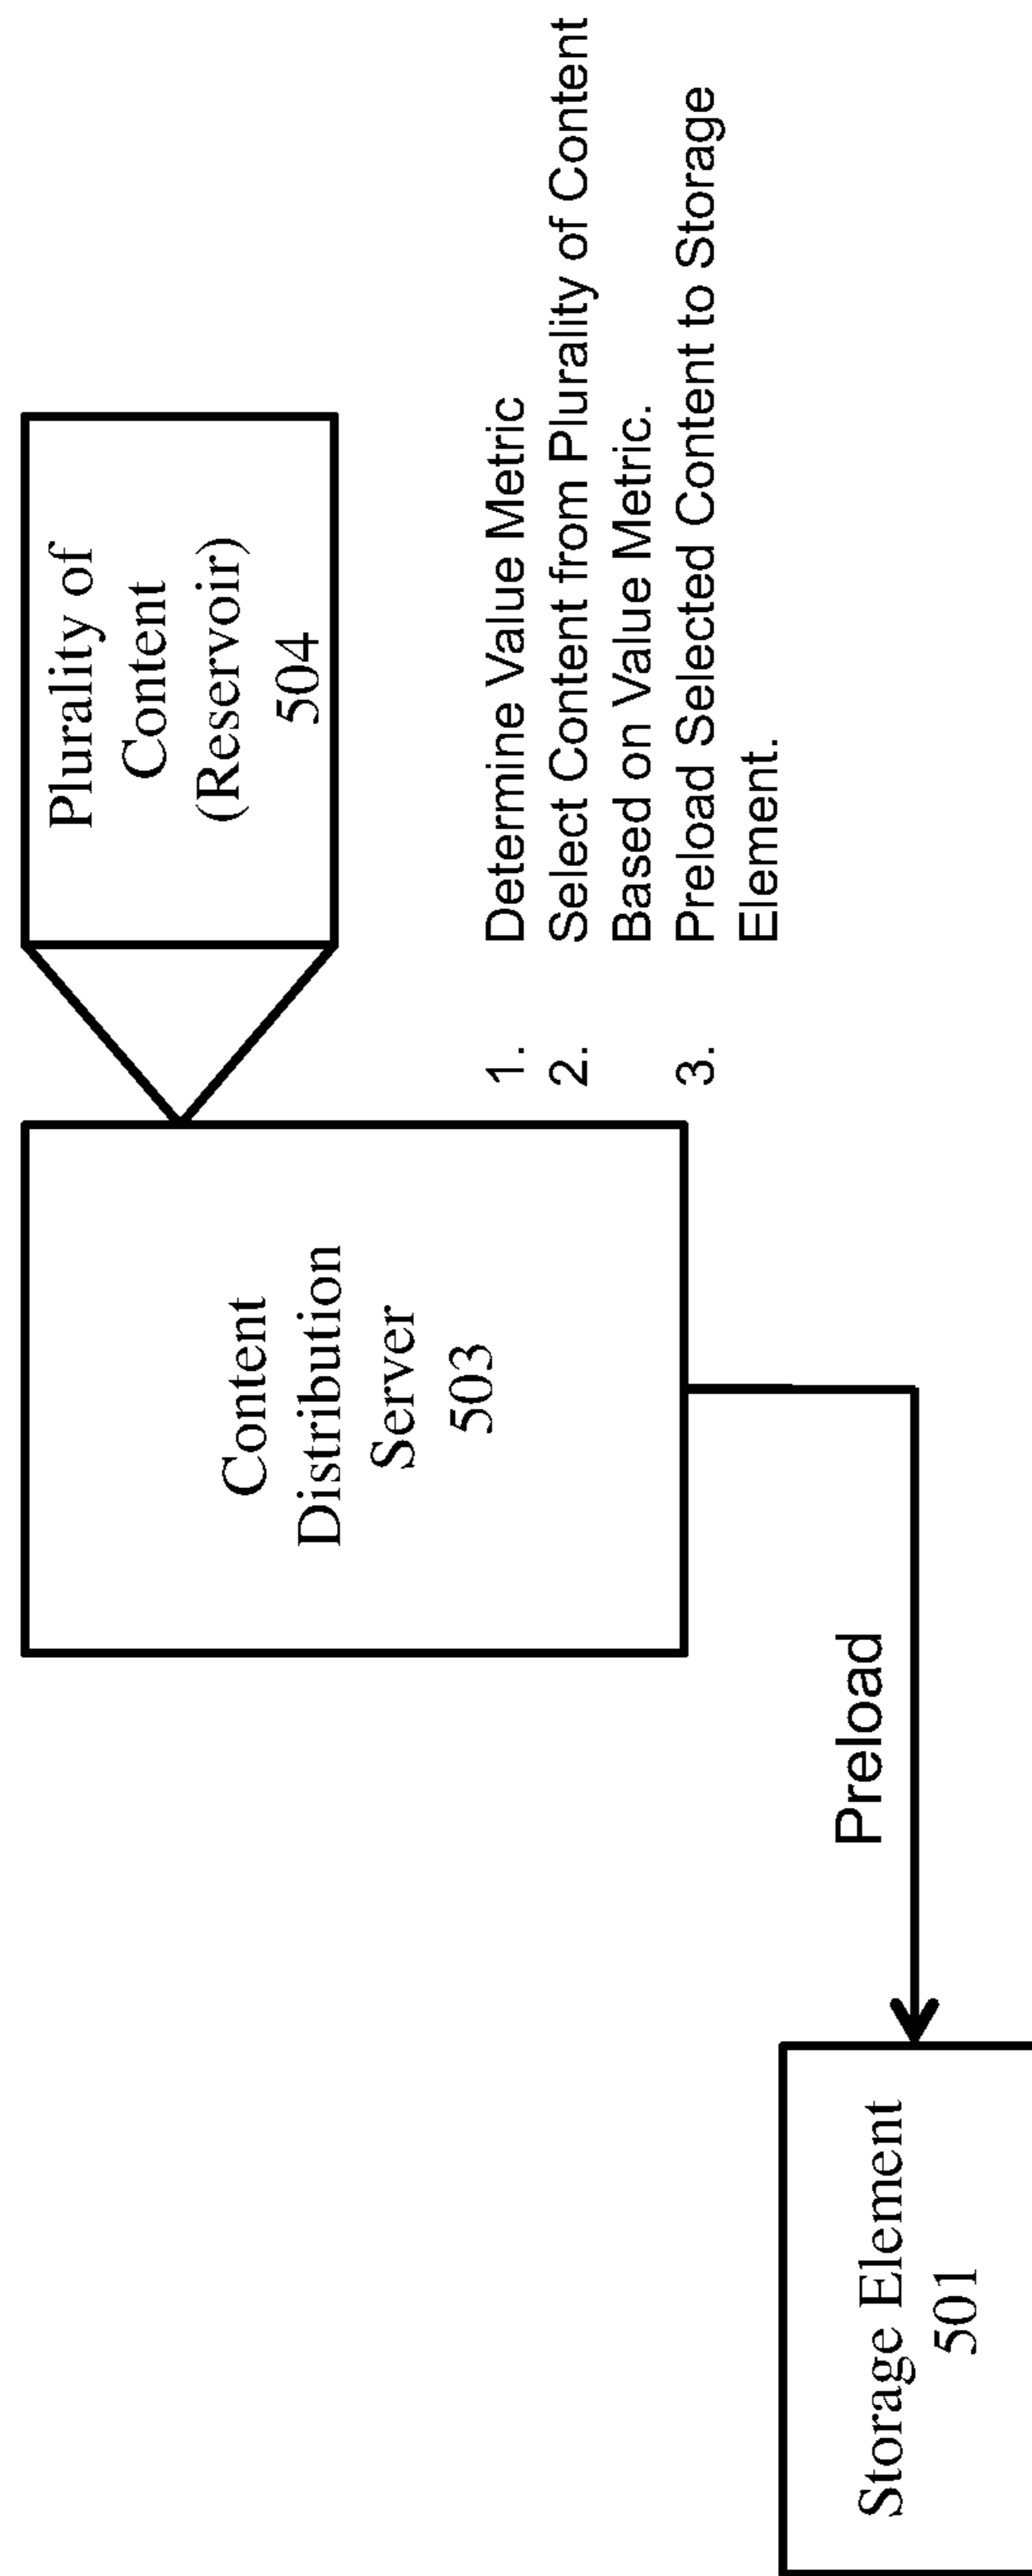 Plurality of
Content
(Reservoir)
504
Content
Distribution
Server
503
1. Determine Value Metric
2. Select Content from Plurality of Content
Based on Value Metric.
3. Preload Selected Content to Storage
Element.
Preload
Storage Element
501